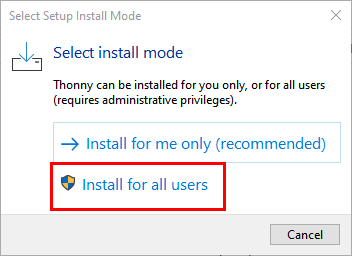 Select Setup Install Mode
Select install mode
Thonny can be installed for you only, or for all users
(requires administrative privileges).
Install for me only (recommended)
Install for all users
Cancel